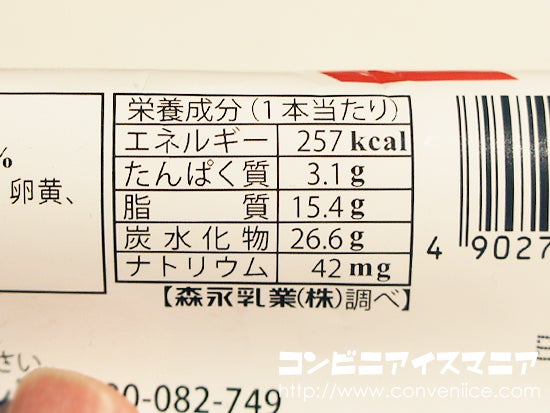 栄養成分(1本当たり)
エネルギー 257 kcal
たんぱく質 3.1 g
脂質 15.4 g
炭水化物 26.6 g
ナトリウム 42 mg
【森永乳業(株)調べ】
%
卵黄、
4 9027
さい
0-082-749
コンビニアイスマニア
http://www.conveniice.com/